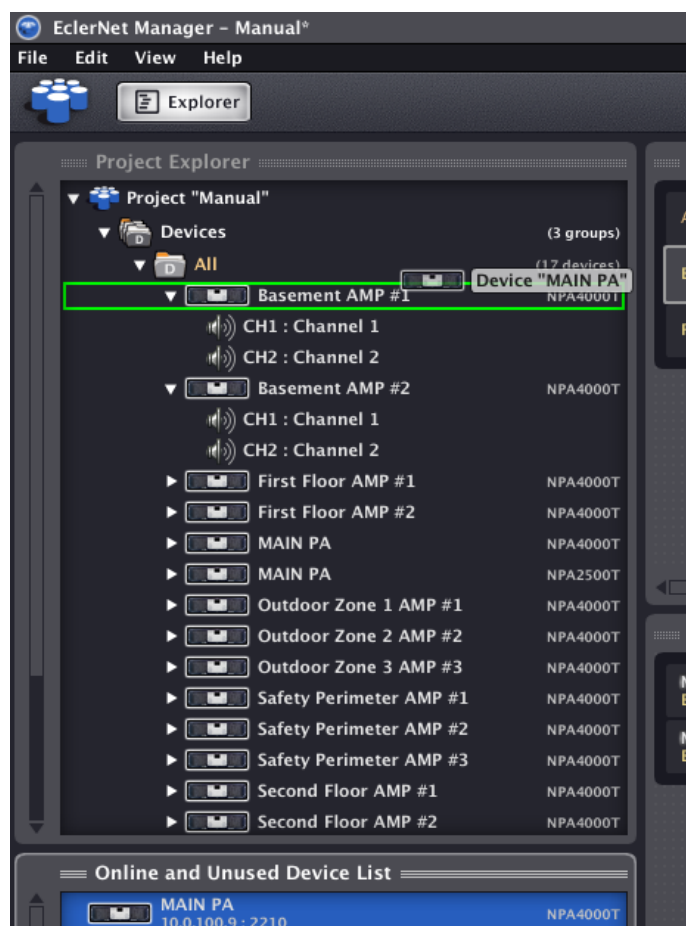 EclerNet Manager – Manual*
File Edit View Help
Explorer
Project Explorer
Project "Manual"
Devices (3 groups)
All (17 devices)
Device "MAIN PA"
Basement AMP #1 NPA4000T
CH1 : Channel 1
CH2 : Channel 2
Basement AMP #2 NPA4000T
CH1 : Channel 1
CH2 : Channel 2
First Floor AMP #1 NPA4000T
First Floor AMP #2 NPA4000T
MAIN PA NPA4000T
MAIN PA NPA2500T
Outdoor Zone 1 AMP #1 NPA4000T
Outdoor Zone 2 AMP #2 NPA4000T
Outdoor Zone 3 AMP #3 NPA4000T
Safety Perimeter AMP #1 NPA4000T
Safety Perimeter AMP #2 NPA4000T
Safety Perimeter AMP #3 NPA4000T
Second Floor AMP #1 NPA4000T
Second Floor AMP #2 NPA4000T
Online and Unused Device List
MAIN PA NPA4000T
10.0.100.9 : 2210